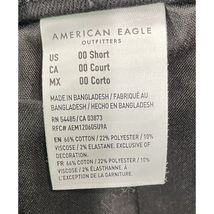 AMERICAN EAGLE
OUTFITTERS
US 00 Short
CA 00 Court
MX 00 Corto
MADE IN BANGLADESH / FABRIQUÉ AU
BANGLADESH / HECHO EN BANGLADESH
RN 54485 / CA 03873
RFC# AEM120605U9A
EN 66% COTTON / 22% POLYESTER / 10%
VISCOSE / 2% ELASTANE. EXCLUSIVE OF
DECORATION.
FR 66% COTON / 22% POLYESTER / 10%
VISCOSE / 2% ÉLASTHANNE. À
L'EXCEPTION DE GARNITURE.